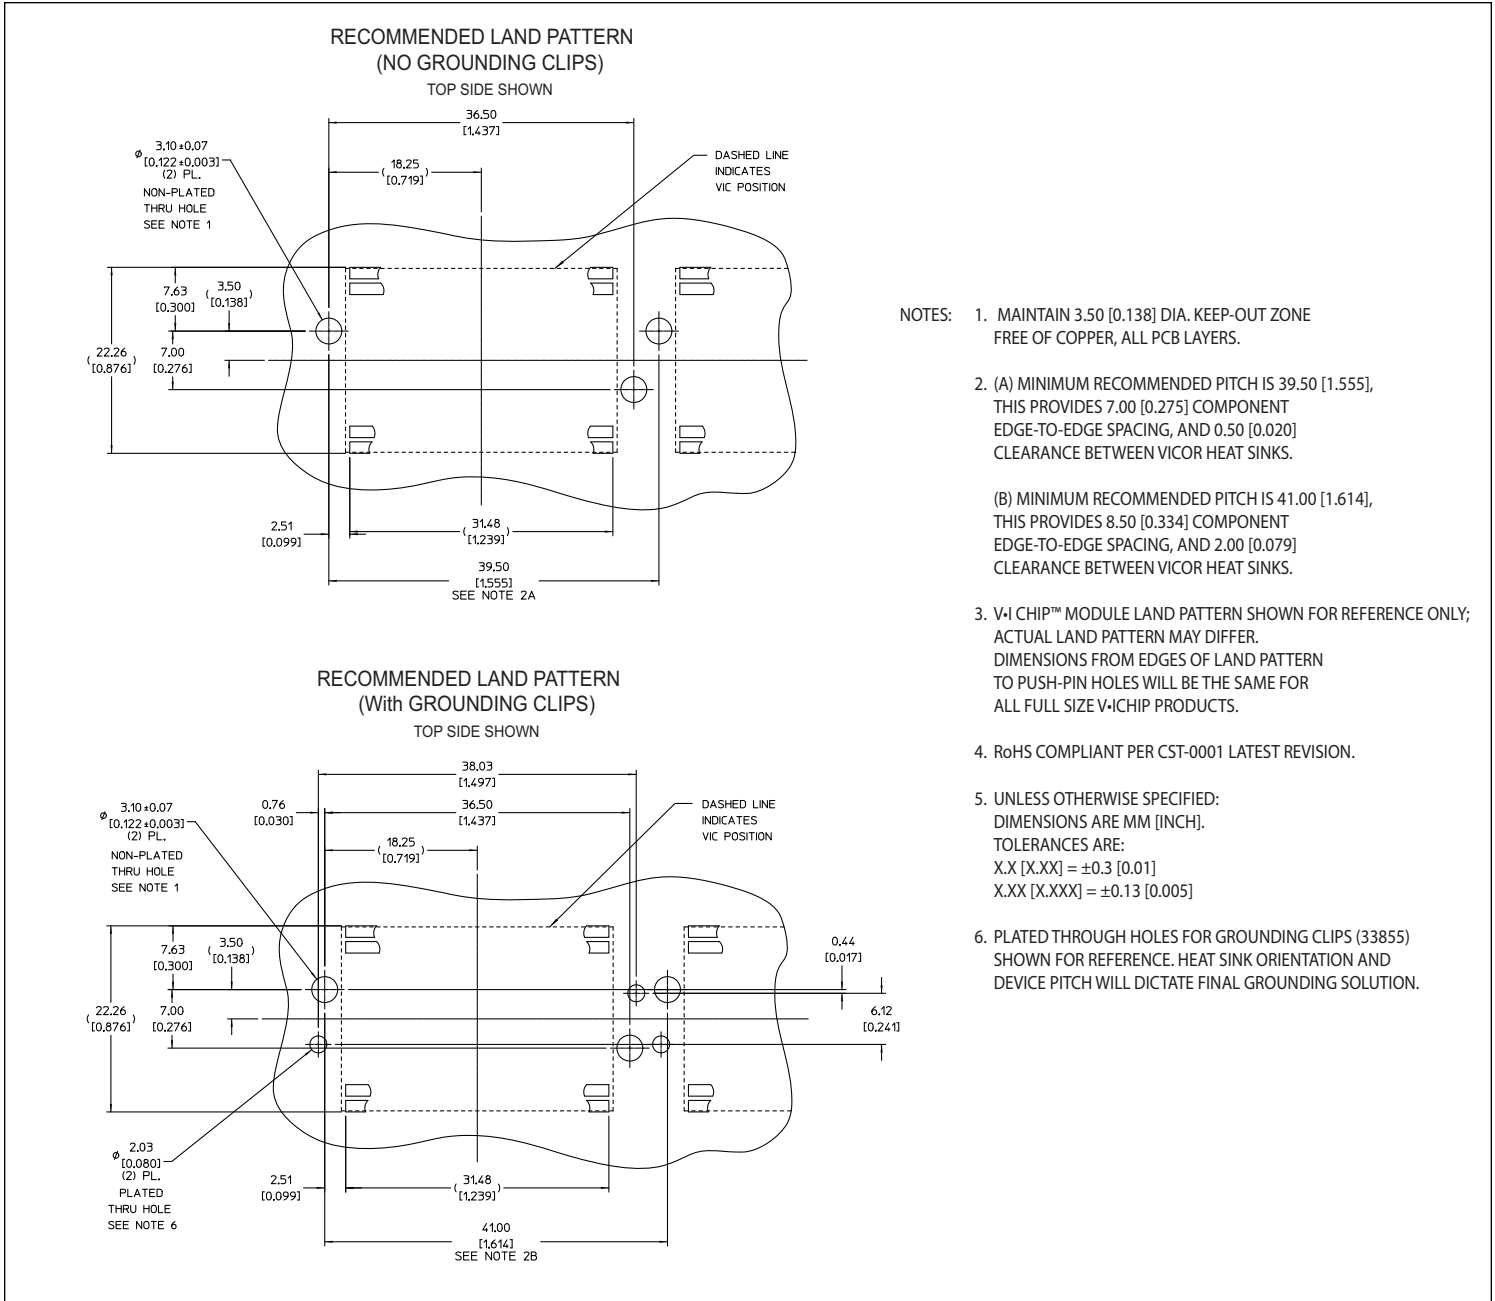 RECOMMENDED LAND PATTERN
(NO GROUNDING CLIPS)
TOP SIDE SHOWN
36.50
[1.437]
ø 3.10±0.07
[0.122±0.003]
(2) PL.
NON-PLATED
THRU HOLE
SEE NOTE 1
(18.25)
[0.719]
DASHED LINE
INDICATES
VIC POSITION
7.63
[0.300]
(3.50)
[0.138]
(22.26)
[0.876]
7.00
[0.276]
2.51
[0.099]
(31.48)
[1.239]
39.50
[1.555]
SEE NOTE 2A
RECOMMENDED LAND PATTERN
(With GROUNDING CLIPS)
TOP SIDE SHOWN
38.03
[1.497]
ø 3.10±0.07
[0.122±0.003]
(2) PL.
NON-PLATED
THRU HOLE
SEE NOTE 1
0.76
[0.030]
36.50
[1.437]
(18.25)
[0.719]
DASHED LINE
INDICATES
VIC POSITION
7.63
[0.300]
(3.50)
[0.138]
0.44
[0.017]
(22.26)
[0.876]
7.00
[0.276]
6.12
[0.241]
ø 2.03
[0.080]
(2) PL.
PLATED
THRU HOLE
SEE NOTE 6
2.51
[0.099]
(31.48)
[1.239]
41.00
[1.614]
SEE NOTE 2B
NOTES: 1. MAINTAIN 3.50 [0.138] DIA. KEEP-OUT ZONE
FREE OF COPPER, ALL PCB LAYERS.
2. (A) MINIMUM RECOMMENDED PITCH IS 39.50 [1.555],
THIS PROVIDES 7.00 [0.275] COMPONENT
EDGE-TO-EDGE SPACING, AND 0.50 [0.020]
CLEARANCE BETWEEN VICOR HEAT SINKS.
(B) MINIMUM RECOMMENDED PITCH IS 41.00 [1.614],
THIS PROVIDES 8.50 [0.334] COMPONENT
EDGE-TO-EDGE SPACING, AND 2.00 [0.079]
CLEARANCE BETWEEN VICOR HEAT SINKS.
3. V•I CHIP™ MODULE LAND PATTERN SHOWN FOR REFERENCE ONLY;
ACTUAL LAND PATTERN MAY DIFFER.
DIMENSIONS FROM EDGES OF LAND PATTERN
TO PUSH-PIN HOLES WILL BE THE SAME FOR
ALL FULL SIZE V•ICHIP PRODUCTS.
4. RoHS COMPLIANT PER CST-0001 LATEST REVISION.
5. UNLESS OTHERWISE SPECIFIED:
DIMENSIONS ARE MM [INCH].
TOLERANCES ARE:
X.X [X.XX] = ±0.3 [0.01]
X.XX [X.XXX] = ±0.13 [0.005]
6. PLATED THROUGH HOLES FOR GROUNDING CLIPS (33855)
SHOWN FOR REFERENCE. HEAT SINK ORIENTATION AND
DEVICE PITCH WILL DICTATE FINAL GROUNDING SOLUTION.